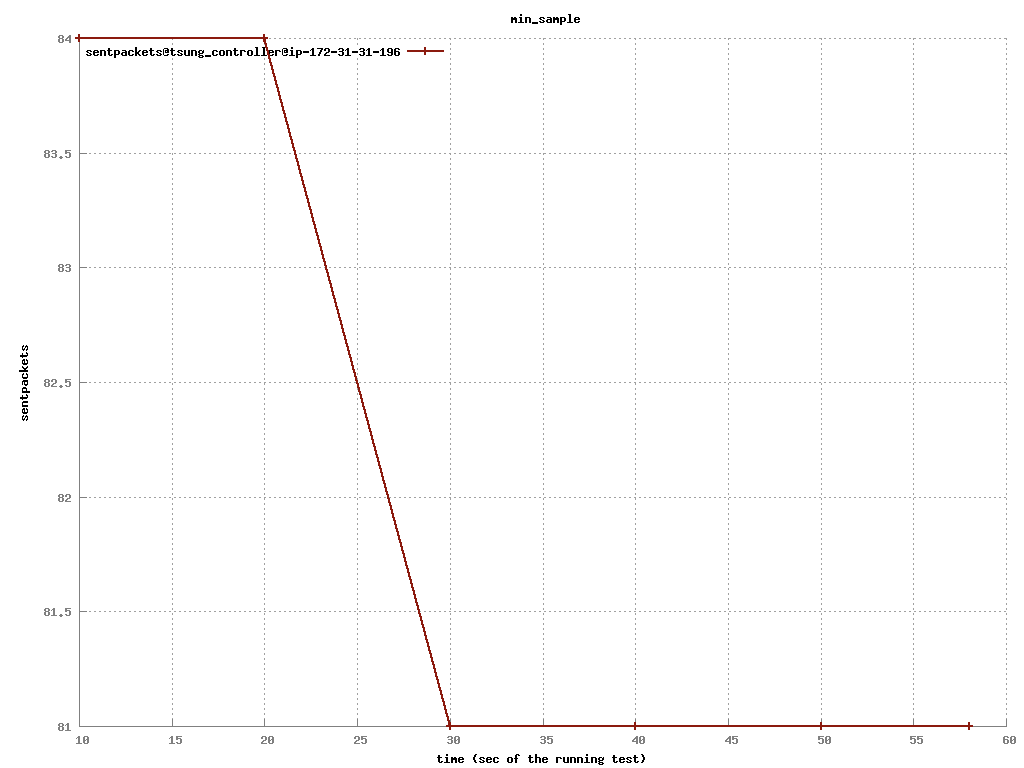 min_sample
84
sentpackets@tsung_controller@ip-172-31-31-196
83.5
83
82.5
sentpackets
82
81.5
81
10 15 20 25 30 35 40 45 50 55 60
time (sec of the running test)